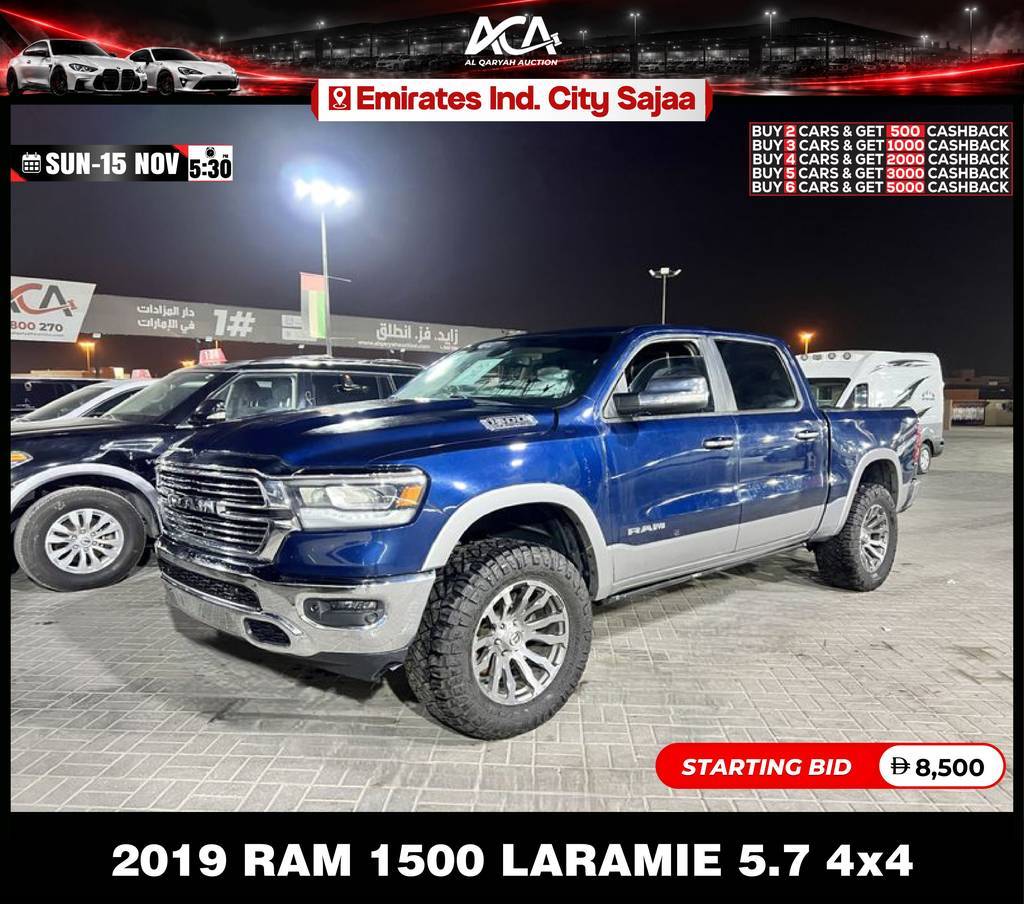 ACA
AL QARYAH AUCTION
Emirates Ind. City Sajaa
SUN-15 NOV 5:30 PM
BUY 2 CARS & GET 500 CASHBACK
BUY 3 CARS & GET 1000 CASHBACK
BUY 4 CARS & GET 2000 CASHBACK
BUY 5 CARS & GET 3000 CASHBACK
BUY 6 CARS & GET 5000 CASHBACK
ACA
800 270
دار المزادات
في الإمارات
#1
زايد. فز. انطلق
RAM
RAM
STARTING BID 8,500
2019 RAM 1500 LARAMIE 5.7 4x4